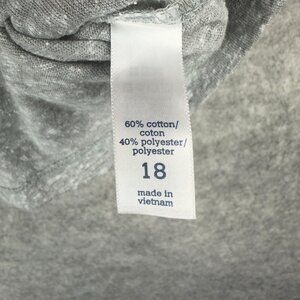 60% cotton/
coton
40% polyester/
polyester
18
made in
vietnam